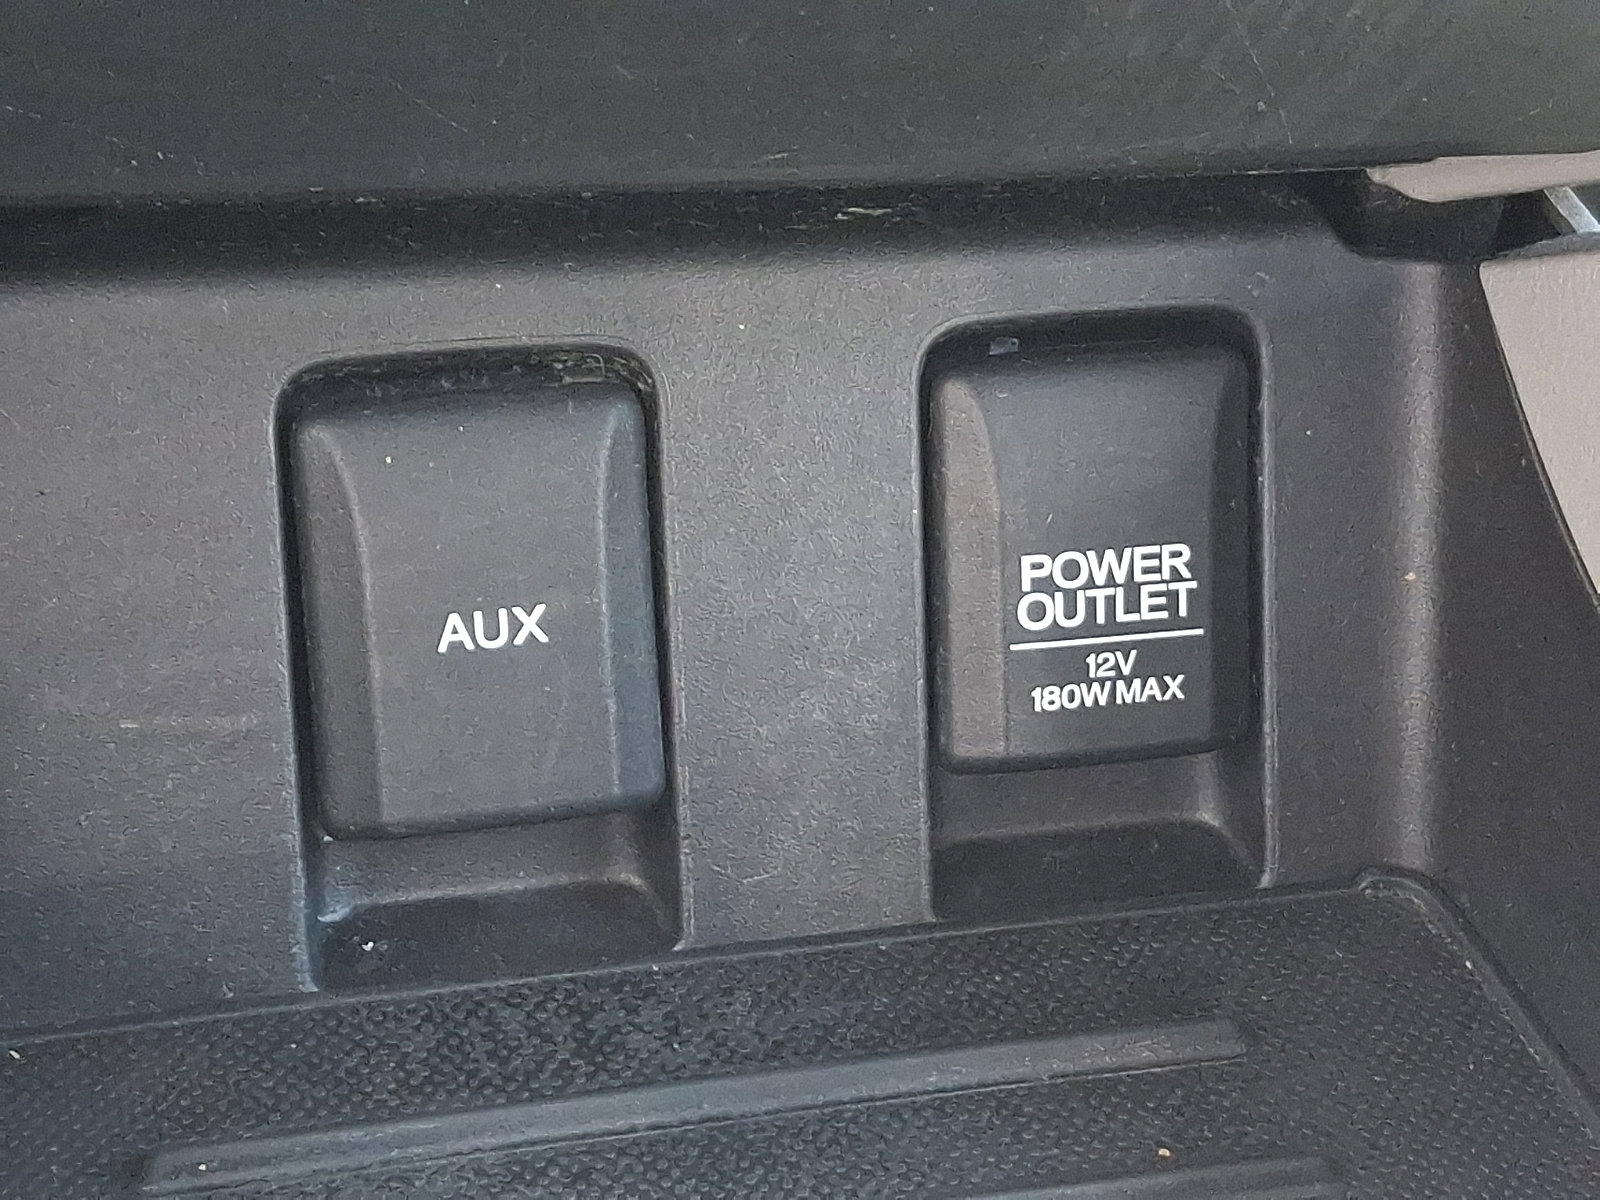 AUX
POWER
OUTLET
12V
180W MAX